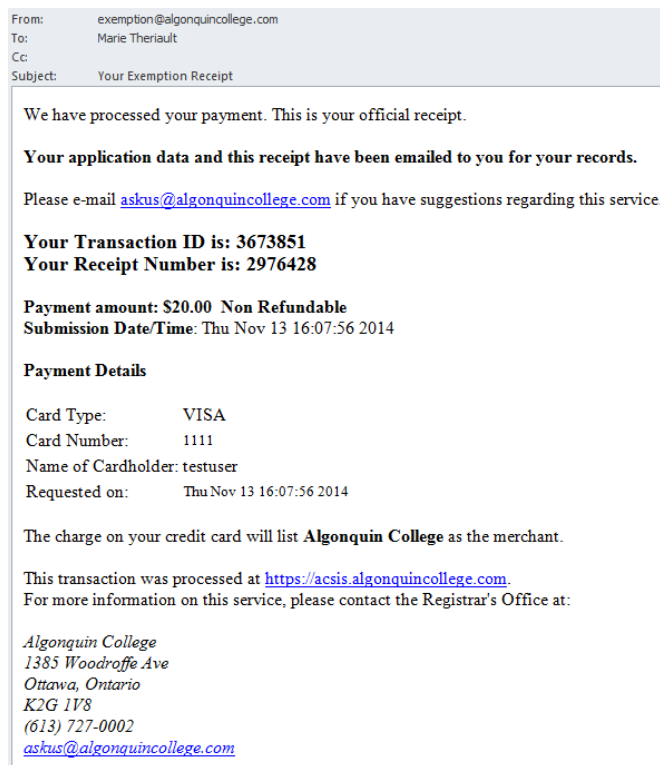 From: exemption@algonquincollege.com
To: Marie Theriault
Cc:
Subject: Your Exemption Receipt
We have processed your payment. This is your official receipt.
Your application data and this receipt have been emailed to you for your records.
Please e-mail askus@algonquincollege.com if you have suggestions regarding this service.
Your Transaction ID is: 3673851
Your Receipt Number is: 2976428
Payment amount: $20.00 Non Refundable
Submission Date/Time: Thu Nov 13 16:07:56 2014
Payment Details
Card Type: VISA
Card Number: 1111
Name of Cardholder: testuser
Requested on: Thu Nov 13 16:07:56 2014
The charge on your credit card will list Algonquin College as the merchant.
This transaction was processed at https://acsis.algonquincollege.com.
For more information on this service, please contact the Registrar's Office at:
Algonquin College
1385 Woodroffe Ave
Ottawa, Ontario
K2G 1V8
(613) 727-0002
askus@algonquincollege.com